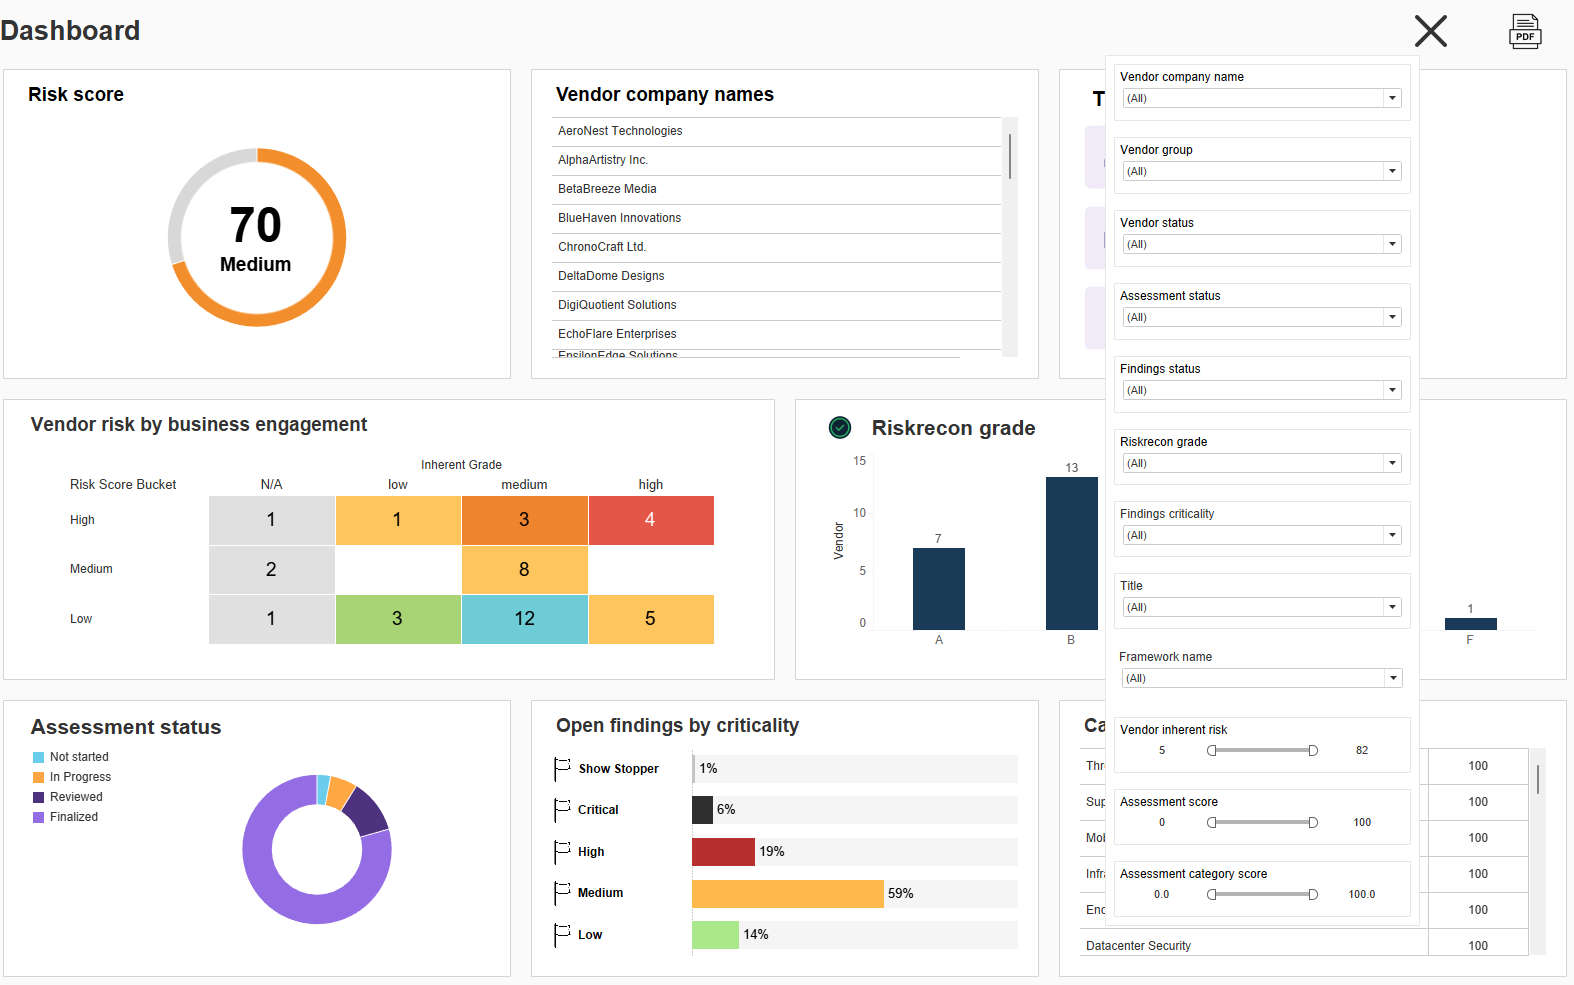 Dashboard
PDF
Risk score
70
Medium
Vendor company names
AeroNest Technologies
AlphaArtistry Inc.
BetaBreeze Media
BlueHaven Innovations
ChronoCraft Ltd.
DeltaDome Designs
DigiQuotient Solutions
EchoFlare Enterprises
EpsilonEdge Solutions
T
Vendor company name
(All)
Vendor group
(All)
Vendor status
(All)
Assessment status
(All)
Findings status
(All)
Riskrecon grade
(All)
Findings criticality
(All)
Title
(All)
Framework name
(All)
Vendor inherent risk
5 82
Assessment score
0 100
Assessment category score
0.0 100.0
Vendor risk by business engagement
Inherent Grade
Risk Score Bucket N/A low medium high
High 1 1 3 4
Medium 2 8
Low 1 3 12 5
Riskrecon grade
Vendor
15
10
5
0
7
13
1
A B F
Assessment status
Not started
In Progress
Reviewed
Finalized
Open findings by criticality
Show Stopper 1%
Critical 6%
High 19%
Medium 59%
Low 14%
Ca
Thr 100
Sup 100
Mob 100
Infra 100
End 100
Datacenter Security 100